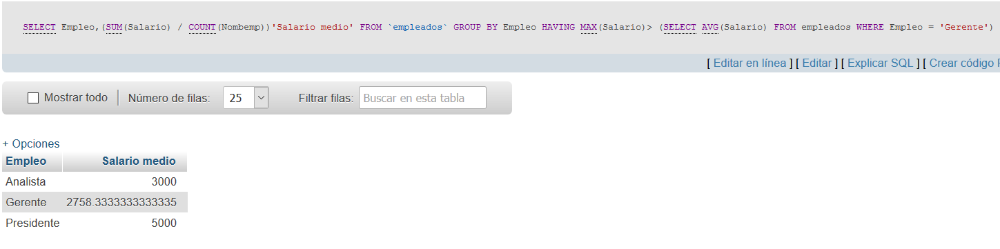 SELECT Empleo,(SUM(Salario) / COUNT(Nombemp))'Salario medio' FROM `empleados` GROUP BY Empleo HAVING MAX(Salario)> (SELECT AVG(Salario) FROM empleados WHERE Empleo = 'Gerente')
[ Editar en línea ] [ Editar ] [ Explicar SQL ] [ Crear código
Mostrar todo Número de filas: 25 Filtrar filas: Buscar en esta tabla
+ Opciones
Empleo Salario medio
Analista 3000
Gerente 2758.3333333333335
Presidente 5000